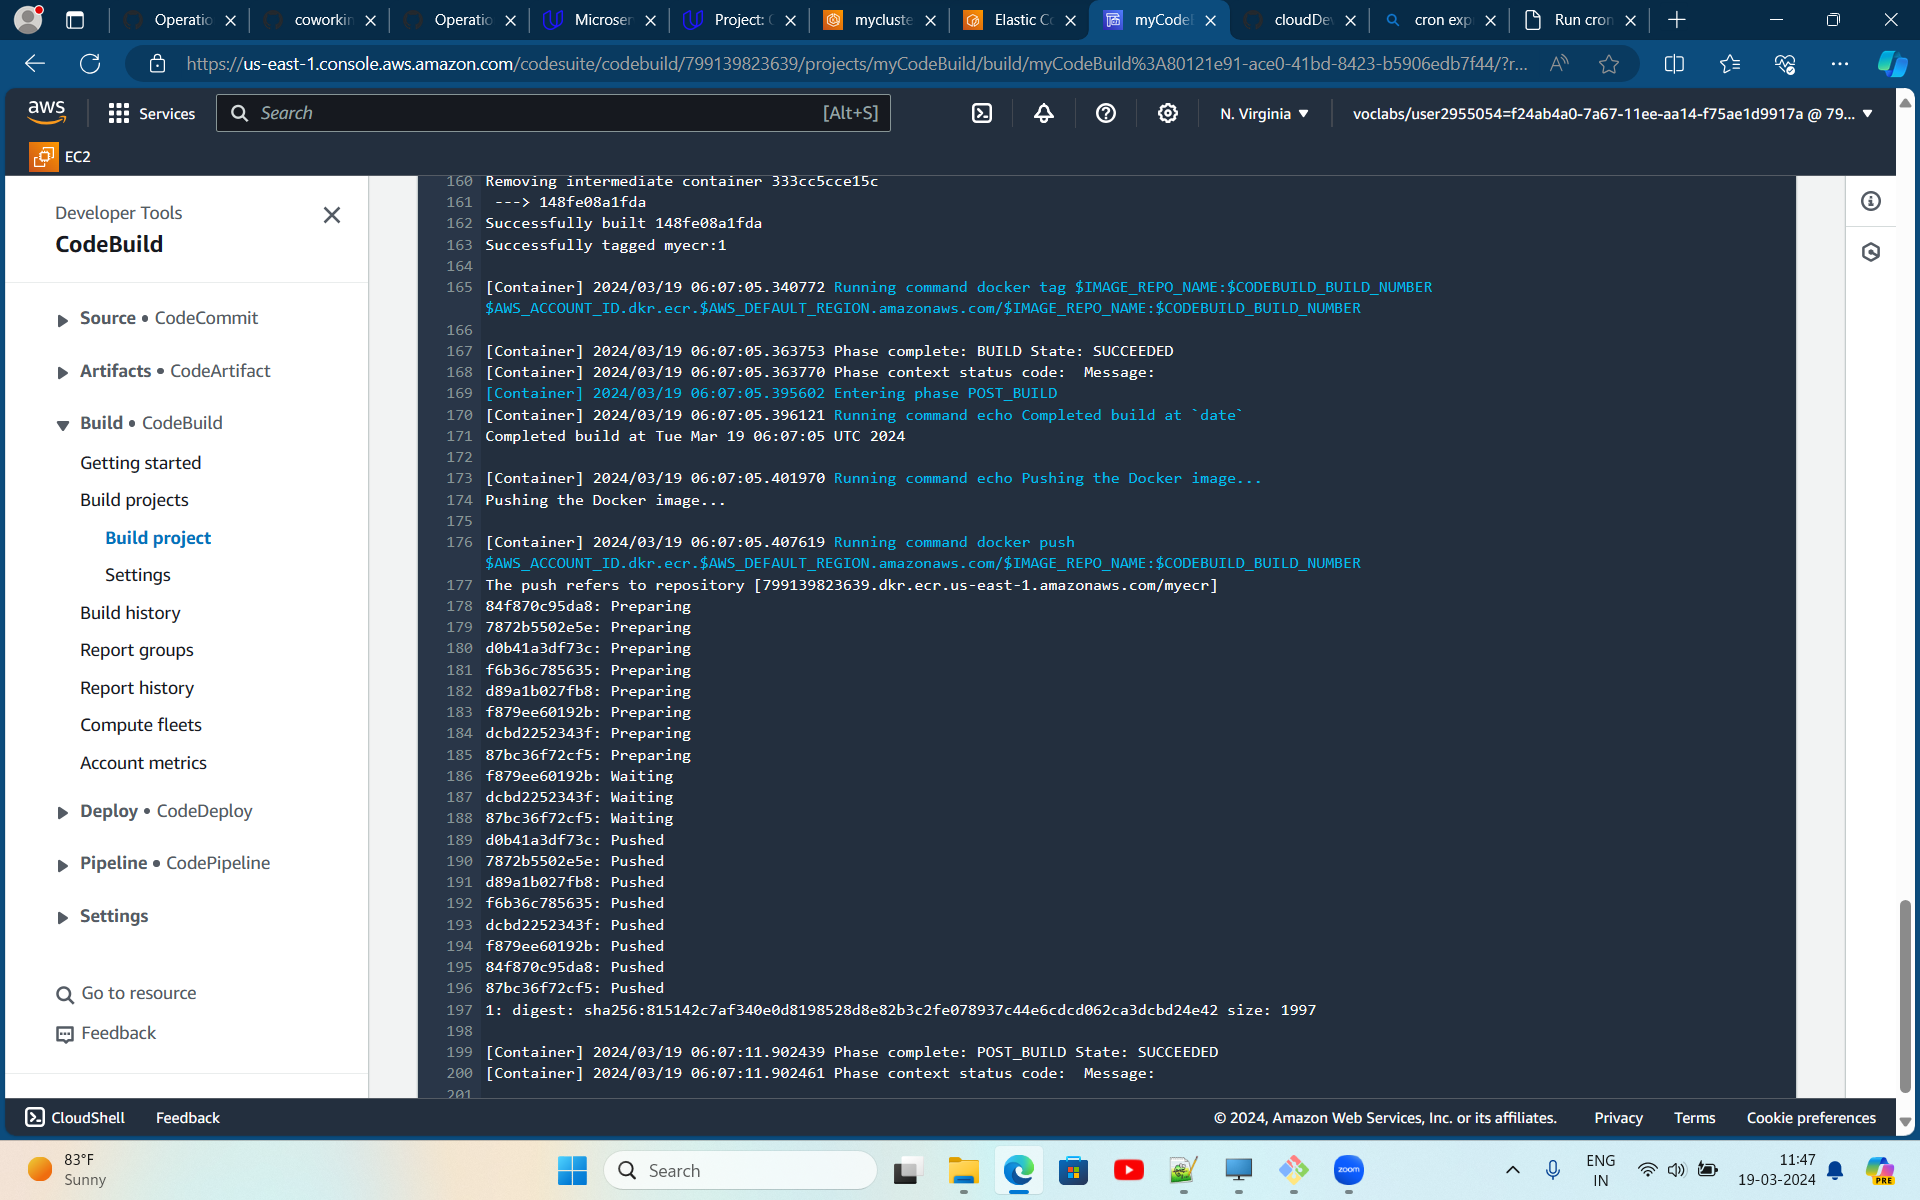 Operatio
coworkin
Operatio
Microser
Project: C
mycluste
Elastic Co
myCodeB
cloudDev
cron exp
Run cron
https://us-east-1.console.aws.amazon.com/codesuite/codebuild/799139823639/projects/myCodeBuild/build/myCodeBuild%3A80121e91-ace0-41bd-8423-b5906edb7f44/?r...
aws
Services
Search
[Alt+S]
N. Virginia
voclabs/user2955054=f24ab4a0-7a67-11ee-aa14-f75ae1d9917a @ 79...
EC2
Developer Tools
CodeBuild
Source • CodeCommit
Artifacts • CodeArtifact
Build • CodeBuild
Getting started
Build projects
Build project
Settings
Build history
Report groups
Report history
Compute fleets
Account metrics
Deploy • CodeDeploy
Pipeline • CodePipeline
Settings
Go to resource
Feedback
160 Removing intermediate container 333cc5cce15c
161 ---> 148fe08a1fda
162 Successfully built 148fe08a1fda
163 Successfully tagged myecr:1
164
165 [Container] 2024/03/19 06:07:05.340772 Running command docker tag $IMAGE_REPO_NAME:$CODEBUILD_BUILD_NUMBER
$AWS_ACCOUNT_ID.dkr.ecr.$AWS_DEFAULT_REGION.amazonaws.com/$IMAGE_REPO_NAME:$CODEBUILD_BUILD_NUMBER
166
167 [Container] 2024/03/19 06:07:05.363753 Phase complete: BUILD State: SUCCEEDED
168 [Container] 2024/03/19 06:07:05.363770 Phase context status code:  Message:
169 [Container] 2024/03/19 06:07:05.395602 Entering phase POST_BUILD
170 [Container] 2024/03/19 06:07:05.396121 Running command echo Completed build at `date`
171 Completed build at Tue Mar 19 06:07:05 UTC 2024
172
173 [Container] 2024/03/19 06:07:05.401970 Running command echo Pushing the Docker image...
174 Pushing the Docker image...
175
176 [Container] 2024/03/19 06:07:05.407619 Running command docker push
$AWS_ACCOUNT_ID.dkr.ecr.$AWS_DEFAULT_REGION.amazonaws.com/$IMAGE_REPO_NAME:$CODEBUILD_BUILD_NUMBER
177 The push refers to repository [799139823639.dkr.ecr.us-east-1.amazonaws.com/myecr]
178 84f870c95da8: Preparing
179 7872b5502e5e: Preparing
180 d0b41a3df73c: Preparing
181 f6b36c785635: Preparing
182 d89a1b027fb8: Preparing
183 f879ee60192b: Preparing
184 dcbd2252343f: Preparing
185 87bc36f72cf5: Preparing
186 f879ee60192b: Waiting
187 dcbd2252343f: Waiting
188 87bc36f72cf5: Waiting
189 d0b41a3df73c: Pushed
190 7872b5502e5e: Pushed
191 d89a1b027fb8: Pushed
192 f6b36c785635: Pushed
193 dcbd2252343f: Pushed
194 f879ee60192b: Pushed
195 84f870c95da8: Pushed
196 87bc36f72cf5: Pushed
197 1: digest: sha256:815142c7af340e0d8198528d8e82b3c2fe078937c44e6cdcd062ca3dcbd24e42 size: 1997
198
199 [Container] 2024/03/19 06:07:11.902439 Phase complete: POST_BUILD State: SUCCEEDED
200 [Container] 2024/03/19 06:07:11.902461 Phase context status code:  Message:
201
CloudShell
Feedback
© 2024, Amazon Web Services, Inc. or its affiliates.
Privacy
Terms
Cookie preferences
83°F
Sunny
Search
zoom
ENG
IN
11:47
19-03-2024
PRE